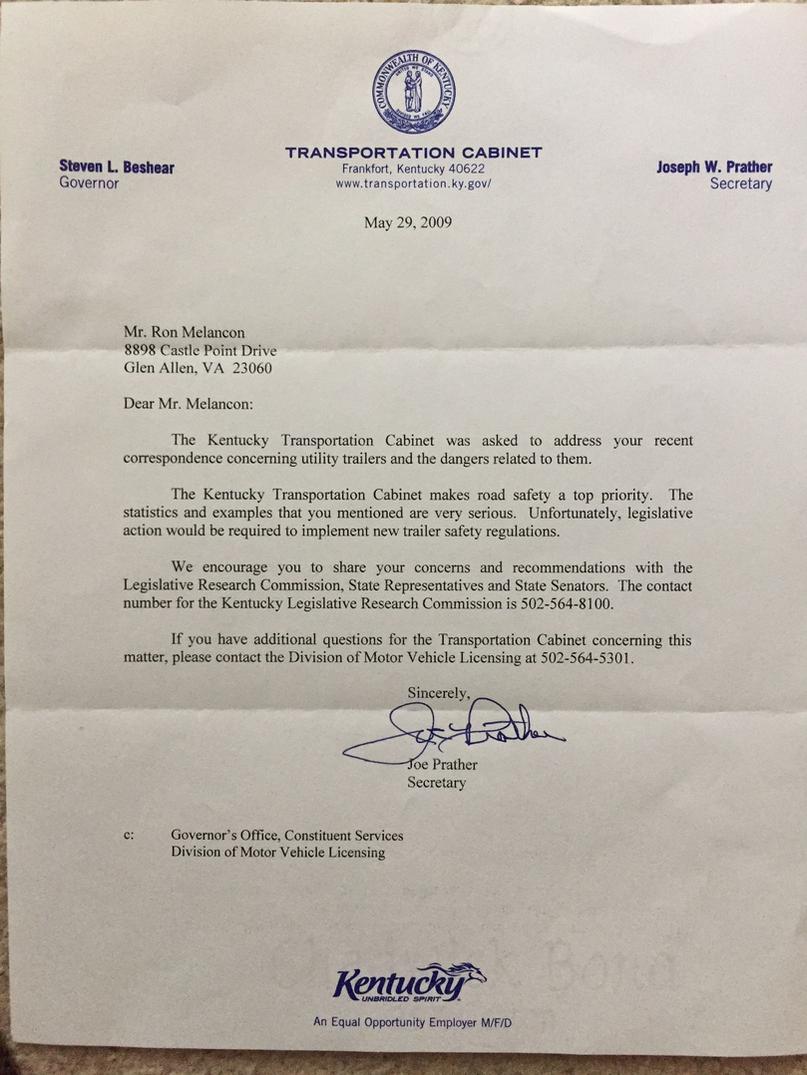 COMMONWEALTH OF KENTUCKY
UNITED WE STAND
DIVIDED WE FALL
TRANSPORTATION CABINET
Steven L. Beshear
Governor
Frankfort, Kentucky 40622
www.transportation.ky.gov/
Joseph W. Prather
Secretary
May 29, 2009
Mr. Ron Melancon
8898 Castle Point Drive
Glen Allen, VA 23060
Dear Mr. Melancon:
The Kentucky Transportation Cabinet was asked to address your recent
correspondence concerning utility trailers and the dangers related to them.
The Kentucky Transportation Cabinet makes road safety a top priority. The
statistics and examples that you mentioned are very serious. Unfortunately, legislative
action would be required to implement new trailer safety regulations.
We encourage you to share your concerns and recommendations with the
Legislative Research Commission, State Representatives and State Senators. The contact
number for the Kentucky Legislative Research Commission is 502-564-8100.
If you have additional questions for the Transportation Cabinet concerning this
matter, please contact the Division of Motor Vehicle Licensing at 502-564-5301.
Sincerely,
Joe Prather
Joe Prather
Secretary
c: Governor's Office, Constituent Services
Division of Motor Vehicle Licensing
Kentucky
UNBRIDLED SPIRIT
An Equal Opportunity Employer M/F/D